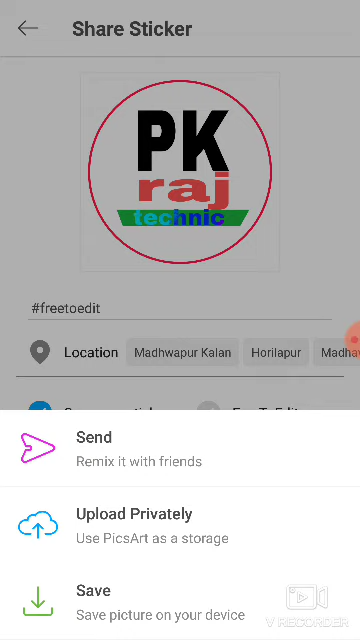 Share Sticker
PK
raj
technic
#freetoedit
Location
Madhwapur Kalan
Horilapur
Send
Remix it with friends
Upload Privately
Use PicsArt as a storage
Save
Save picture on your device
V RECORDER